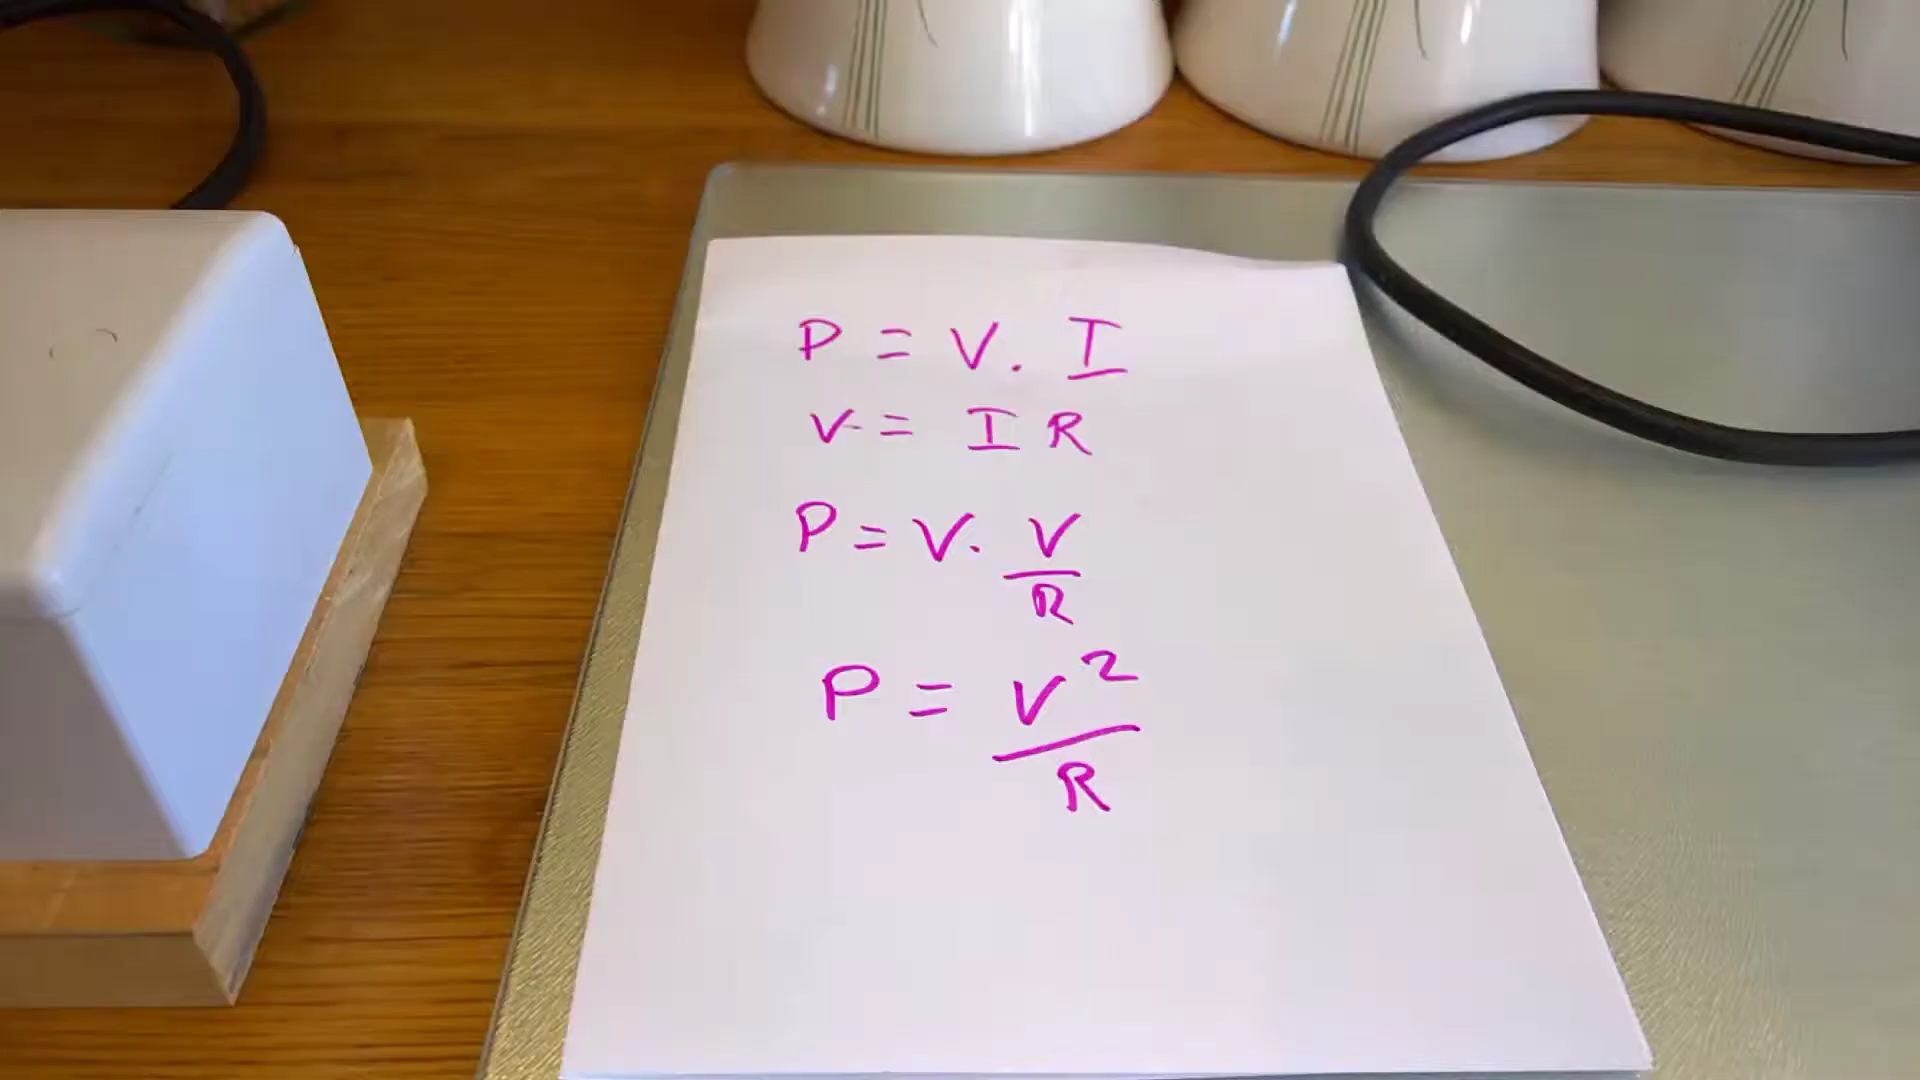 P = V. I
V = I R
P = V. V/R
P = V²/R